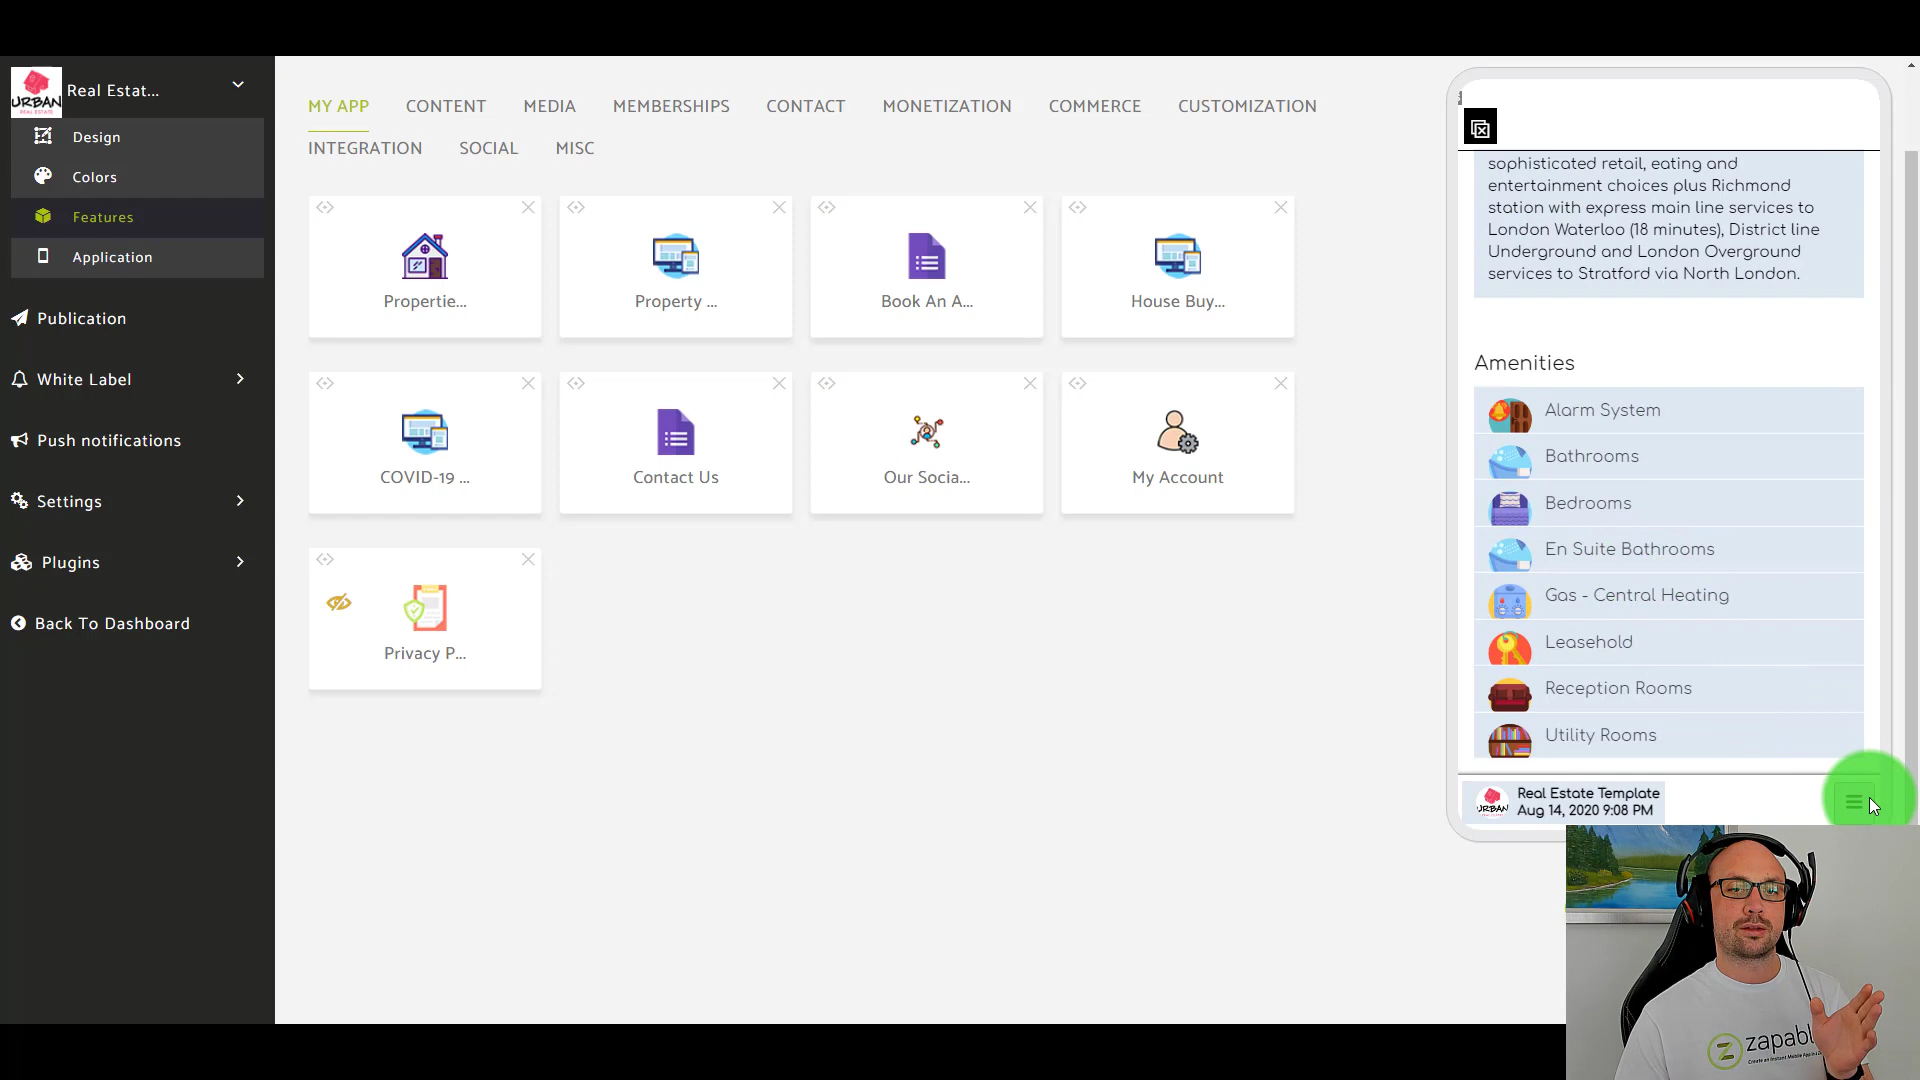 URBAN
REAL ESTATE
Real Estat...
Design
Colors
Features
Application
Publication
White Label
Push notifications
Settings
Plugins
Back To Dashboard
MY APP CONTENT MEDIA MEMBERSHIPS CONTACT MONETIZATION COMMERCE CUSTOMIZATION
INTEGRATION SOCIAL MISC
Propertie...
Property ...
Book An A...
House Buy...
COVID-19 ...
Contact Us
Our Socia...
My Account
Privacy P...
sophisticated retail, eating and
entertainment choices plus Richmond
station with express main line services to
London Waterloo (18 minutes), District line
Underground and London Overground
services to Stratford via North London.
Amenities
Alarm System
Bathrooms
Bedrooms
En Suite Bathrooms
Gas - Central Heating
Leasehold
Reception Rooms
Utility Rooms
URBAN
Real Estate Template
Aug 14, 2020 9:08 PM
zapabl